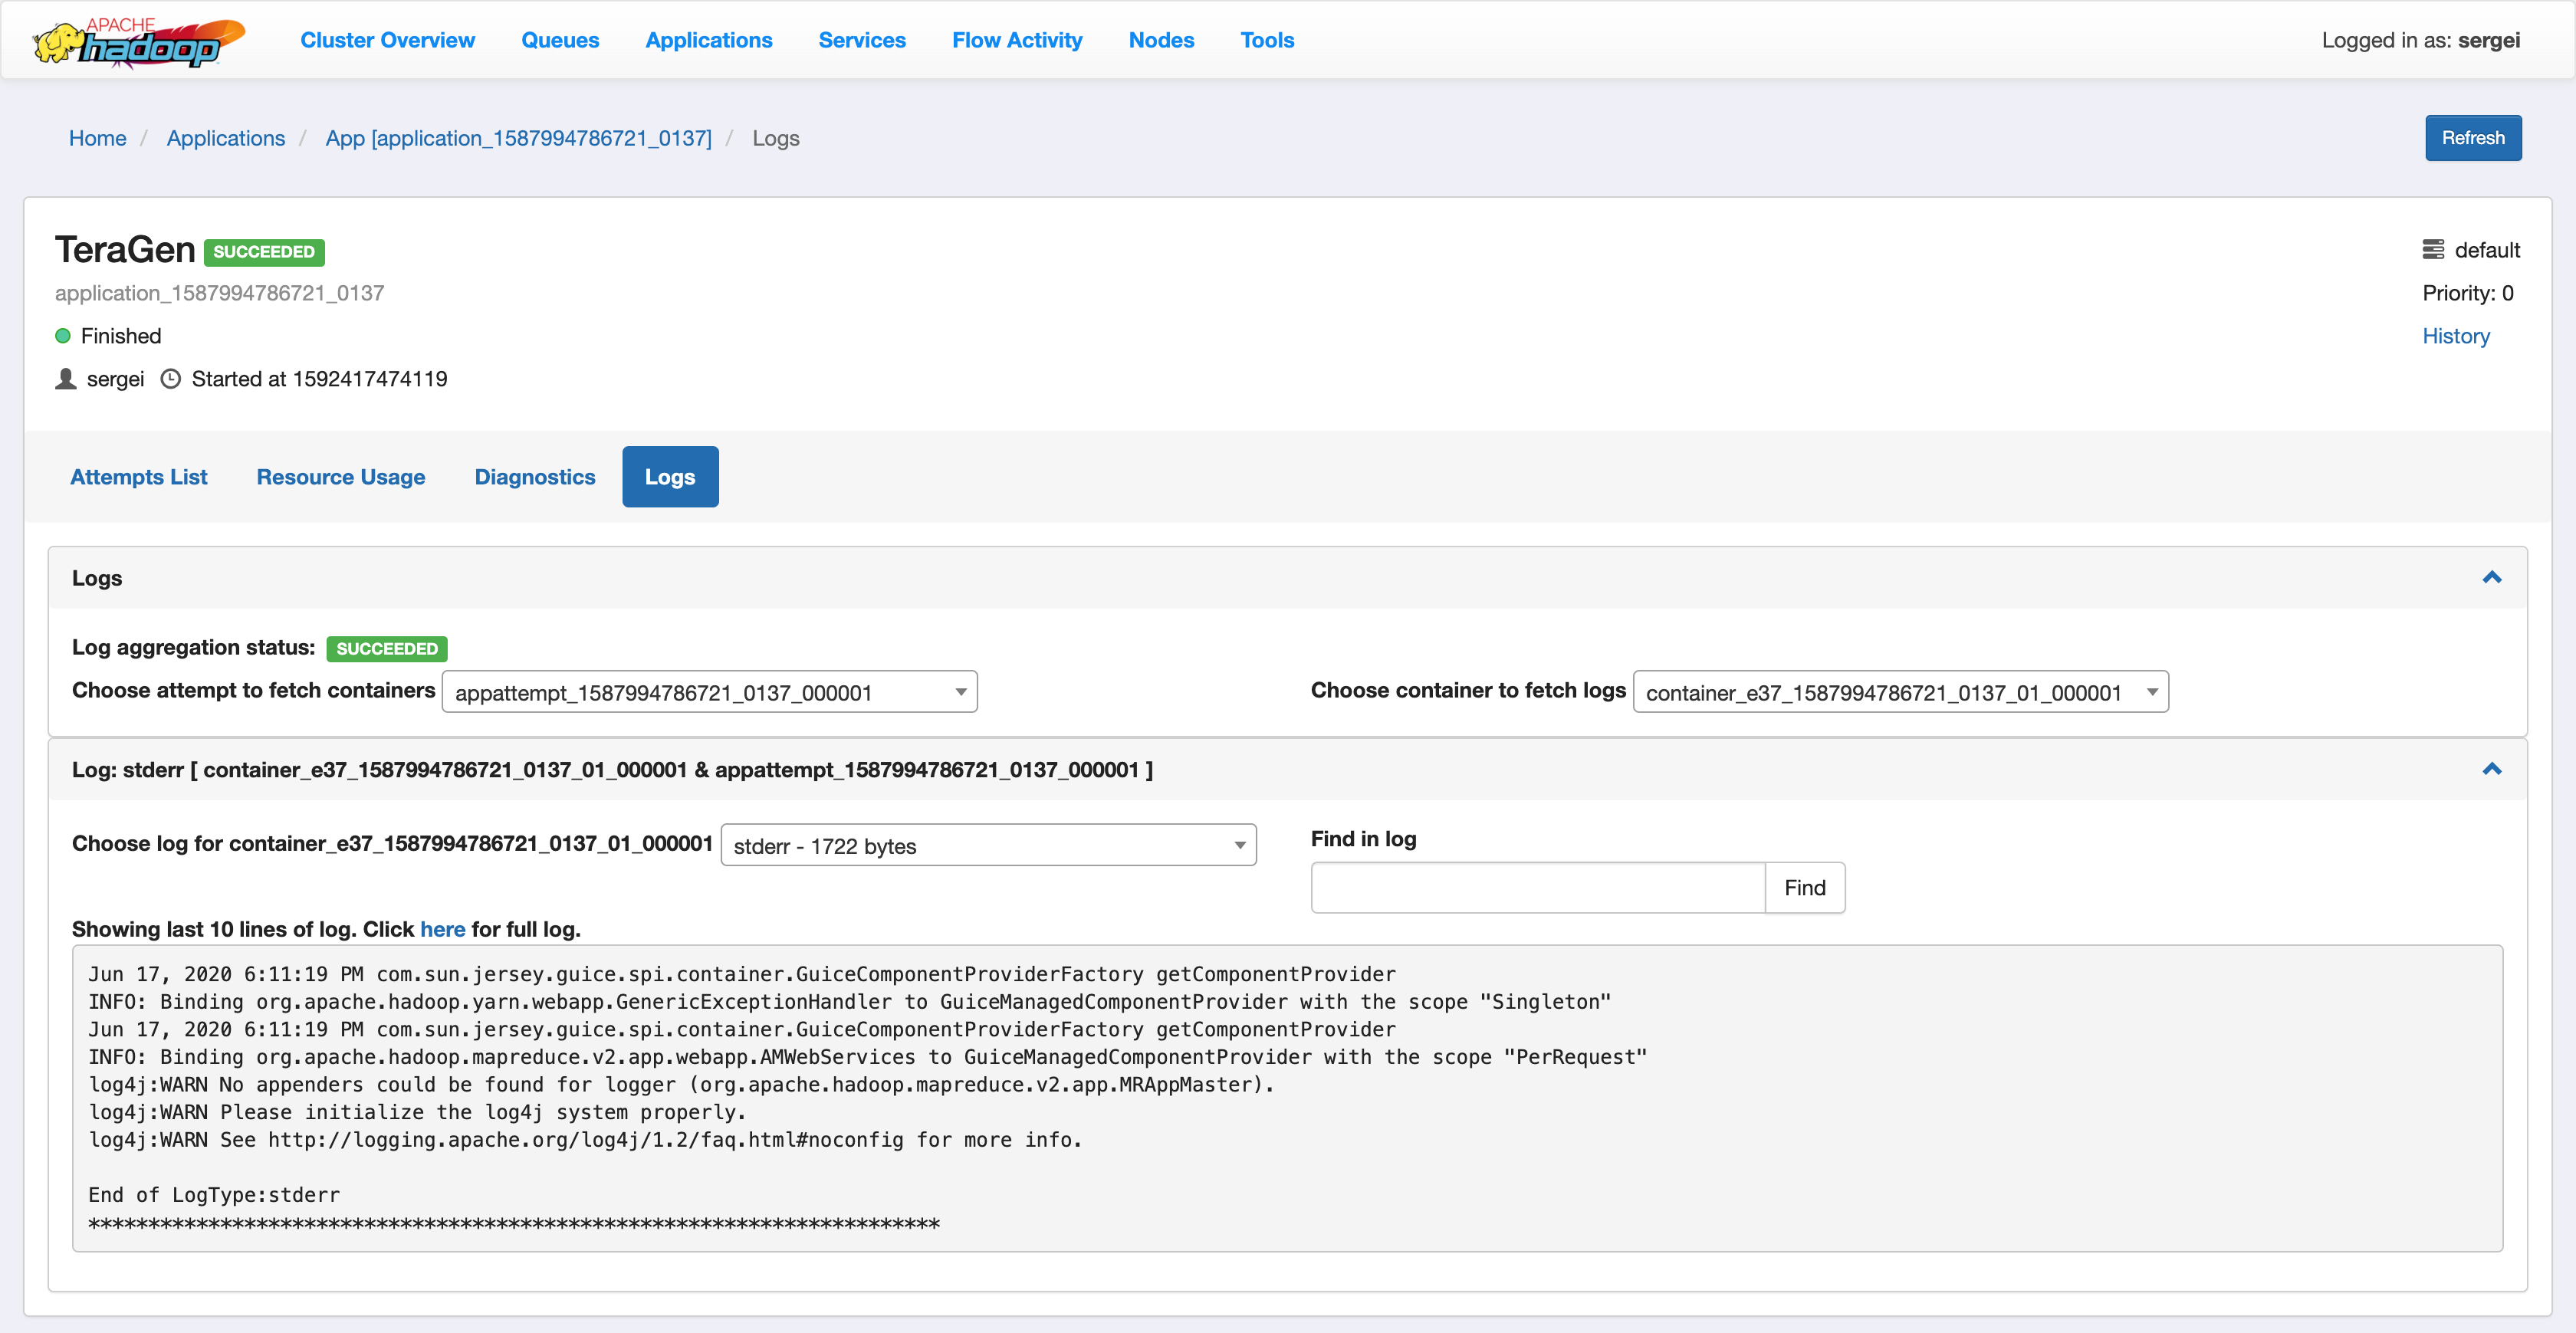 APACHE
hadoop
Cluster Overview Queues Applications Services Flow Activity Nodes Tools Logged in as: sergei
Home / Applications / App [application_1587994786721_0137] / Logs Refresh
TeraGen SUCCEEDED default
application_1587994786721_0137 Priority: 0
Finished History
sergei Started at 1592417474119
Attempts List Resource Usage Diagnostics Logs
Logs
Log aggregation status: SUCCEEDED
Choose attempt to fetch containers appattempt_1587994786721_0137_000001 Choose container to fetch logs container_e37_1587994786721_0137_01_000001
Log: stderr [ container_e37_1587994786721_0137_01_000001 & appattempt_1587994786721_0137_000001 ]
Choose log for container_e37_1587994786721_0137_01_000001 stderr - 1722 bytes Find in log
Find
Showing last 10 lines of log. Click here for full log.
Jun 17, 2020 6:11:19 PM com.sun.jersey.guice.spi.container.GuiceComponentProviderFactory getComponentProvider
INFO: Binding org.apache.hadoop.yarn.webapp.GenericExceptionHandler to GuiceManagedComponentProvider with the scope "Singleton"
Jun 17, 2020 6:11:19 PM com.sun.jersey.guice.spi.container.GuiceComponentProviderFactory getComponentProvider
INFO: Binding org.apache.hadoop.mapreduce.v2.app.webapp.AMWebServices to GuiceManagedComponentProvider with the scope "PerRequest"
log4j:WARN No appenders could be found for logger (org.apache.hadoop.mapreduce.v2.app.MRAppMaster).
log4j:WARN Please initialize the log4j system properly.
log4j:WARN See http://logging.apache.org/log4j/1.2/faq.html#noconfig for more info.
End of LogType:stderr
***********************************************************************